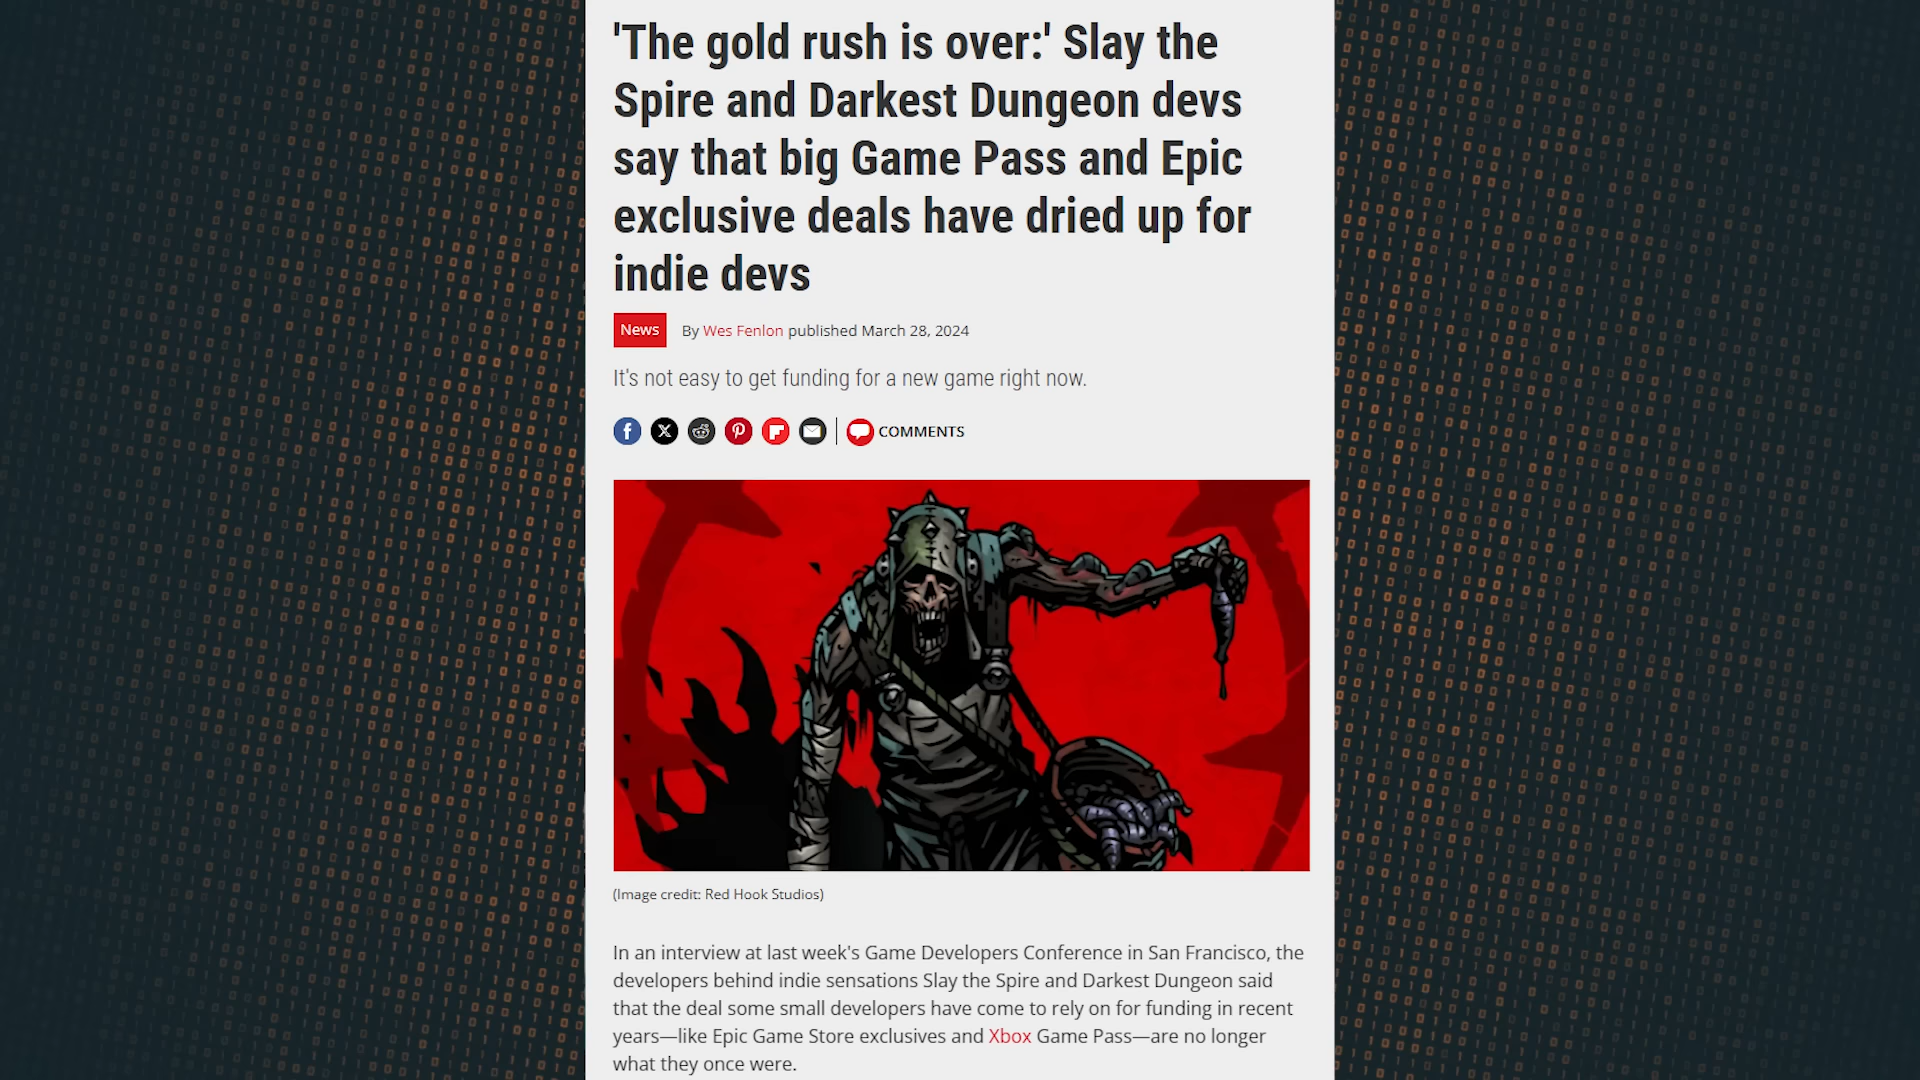 'The gold rush is over:' Slay the
Spire and Darkest Dungeon devs
say that big Game Pass and Epic
exclusive deals have dried up for
indie devs
News
By Wes Fenlon published March 28, 2024
It's not easy to get funding for a new game right now.
COMMENTS
(Image credit: Red Hook Studios)
In an interview at last week's Game Developers Conference in San Francisco, the
developers behind indie sensations Slay the Spire and Darkest Dungeon said
that the deal some small developers have come to rely on for funding in recent
years—like Epic Game Store exclusives and Xbox Game Pass—are no longer
what they once were.